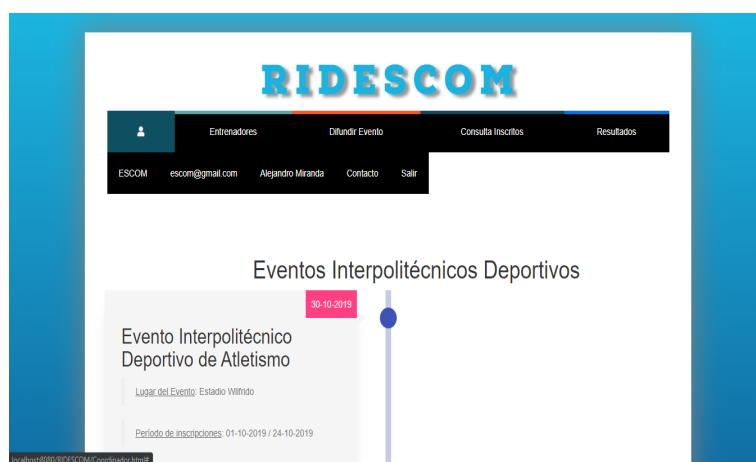 RIDESCOM
Entrenadores Difundir Evento Consulta Inscritos Resultados
ESCOM escom@gmail.com Alejandro Miranda Contacto Salir
Eventos Interpolitécnicos Deportivos
30-10-2019
Evento Interpolitécnico
Deportivo de Atletismo
Lugar del Evento: Estadio Wilfrido
Período de inscripciones: 01-10-2019 / 24-10-2019
localhost:8080/RIDESCOM/Coordinador.html#